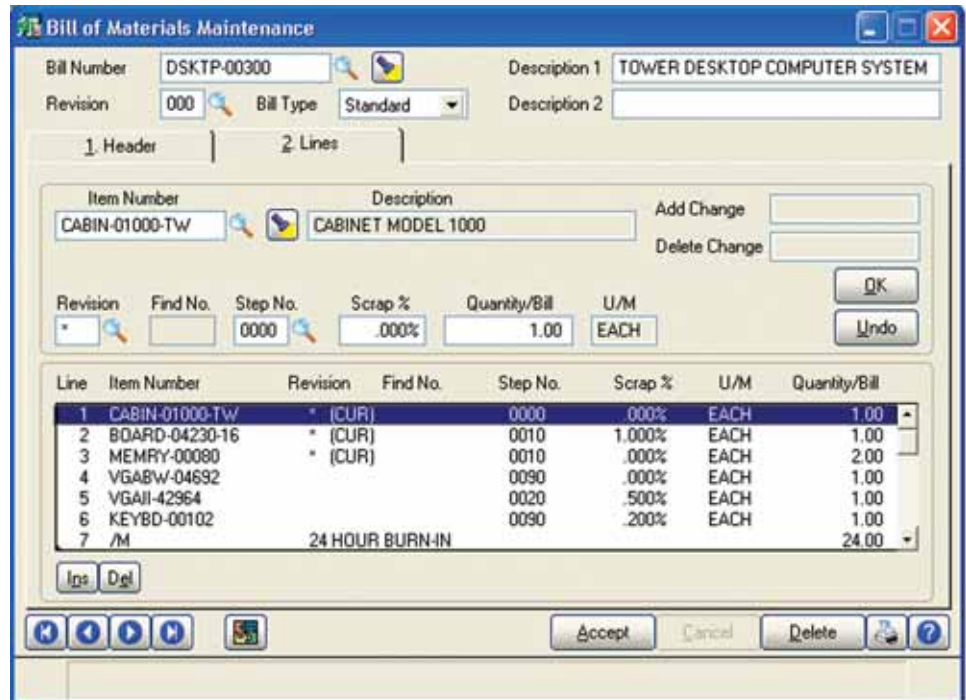 Bill of Materials Maintenance
Bill Number DSKTP-00300 Description 1 TOWER DESKTOP COMPUTER SYSTEM
Revision 000 Bill Type Standard Description 2
1. Header 2. Lines
Item Number Description
CABIN-01000-TW CABINET MODEL 1000 Add Change
Delete Change
OK
Revision Find No. Step No. Scrap % Quantity/Bill U/M
* 0000 .000% 1.00 EACH Undo
Line Item Number Revision Find No. Step No. Scrap % U/M Quantity/Bill
1 CABIN-01000-TW * (CUR) 0000 .000% EACH 1.00
2 BOARD-04230-16 * (CUR) 0010 1.000% EACH 1.00
3 MEMRY-00080 * (CUR) 0010 .000% EACH 2.00
4 VGABW-04692 0090 .000% EACH 1.00
5 VGAII-42964 0020 .500% EACH 1.00
6 KEYBD-00102 0090 .200% EACH 1.00
7 /M 24 HOUR BURN-IN 24.00
Ins Del
Accept Cancel Delete